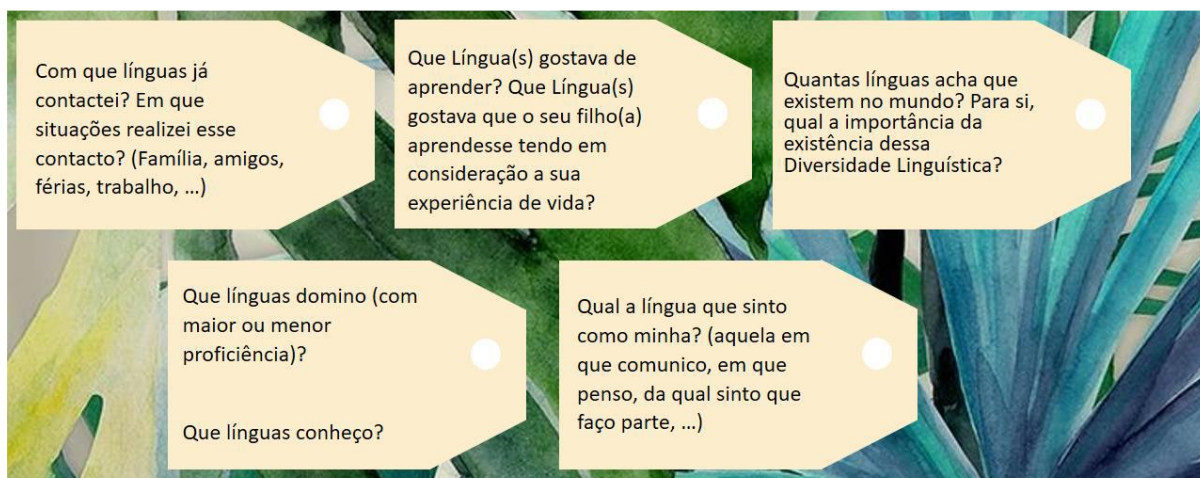 Com que línguas já
contactei? Em que
situações realizei esse
contacto? (Família, amigos,
férias, trabalho, ...)
Que Língua(s) gostava de
aprender? Que Língua(s)
gostava que o seu filho(a)
aprendesse tendo em
consideração a sua
experiência de vida?
Quantas línguas acha que
existem no mundo? Para si,
qual a importância da
existência dessa
Diversidade Linguística?
Que línguas domino (com
maior ou menor
proficiência)?
Que línguas conheço?
Qual a língua que sinto
como minha? (aquela em
que comunico, em que
penso, da qual sinto que
faço parte, ...)